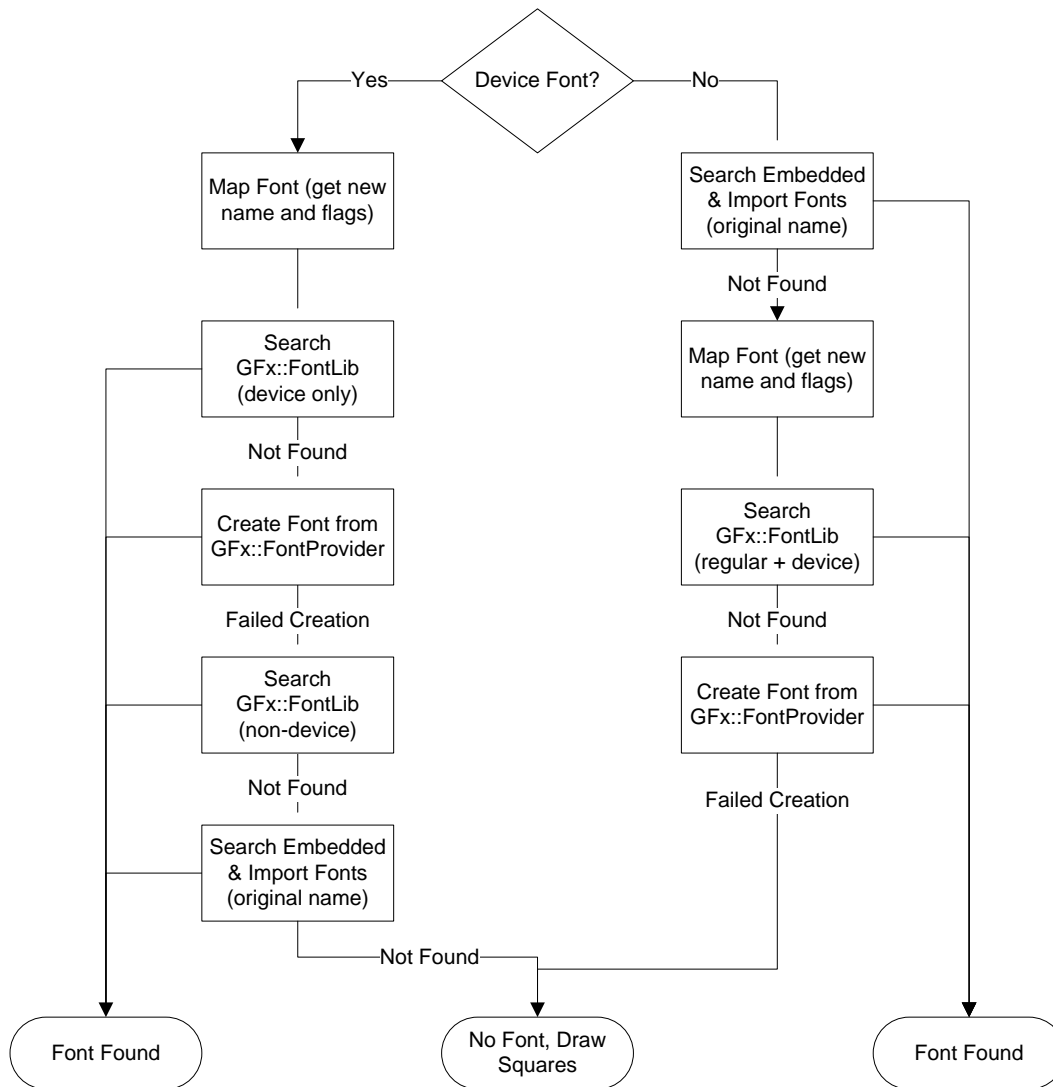 Device Font?
Yes
No
Map Font (get new
name and flags)
Search Embedded
& Import Fonts
(original name)
Not Found
Search
GFx::FontLib
(device only)
Map Font (get new
name and flags)
Not Found
Create Font from
GFx::FontProvider
Search
GFx::FontLib
(regular + device)
Failed Creation
Not Found
Search
GFx::FontLib
(non-device)
Create Font from
GFx::FontProvider
Not Found
Failed Creation
Search Embedded
& Import Fonts
(original name)
Not Found
Font Found
No Font, Draw
Squares
Font Found